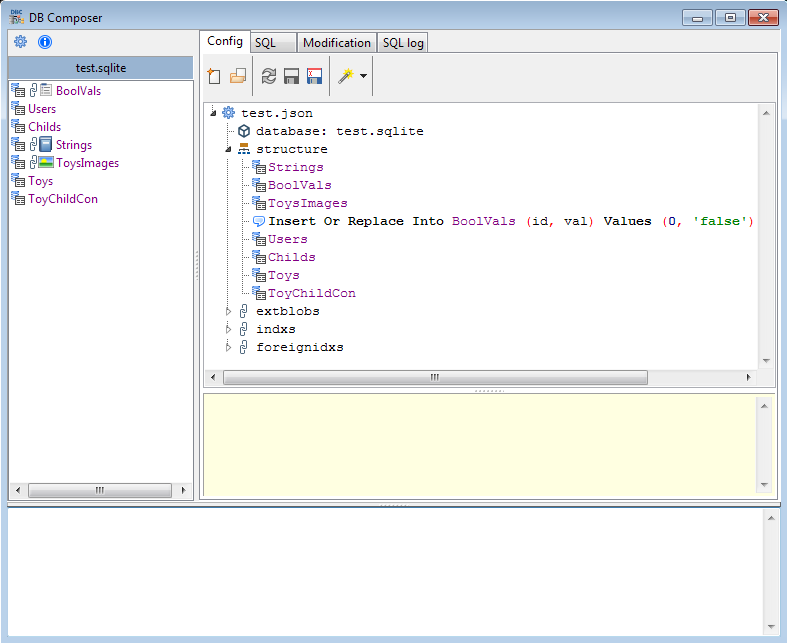 DB Composer
test.sqlite
BoolVals
Users
Childs
Strings
ToysImages
Toys
ToyChildCon
Config
SQL
Modification
SQL log
test.json
database: test.sqlite
structure
Strings
BoolVals
ToysImages
Insert Or Replace Into BoolVals (id, val) Values (0, 'false')
Users
Childs
Toys
ToyChildCon
extblobs
indxs
foreignidxs